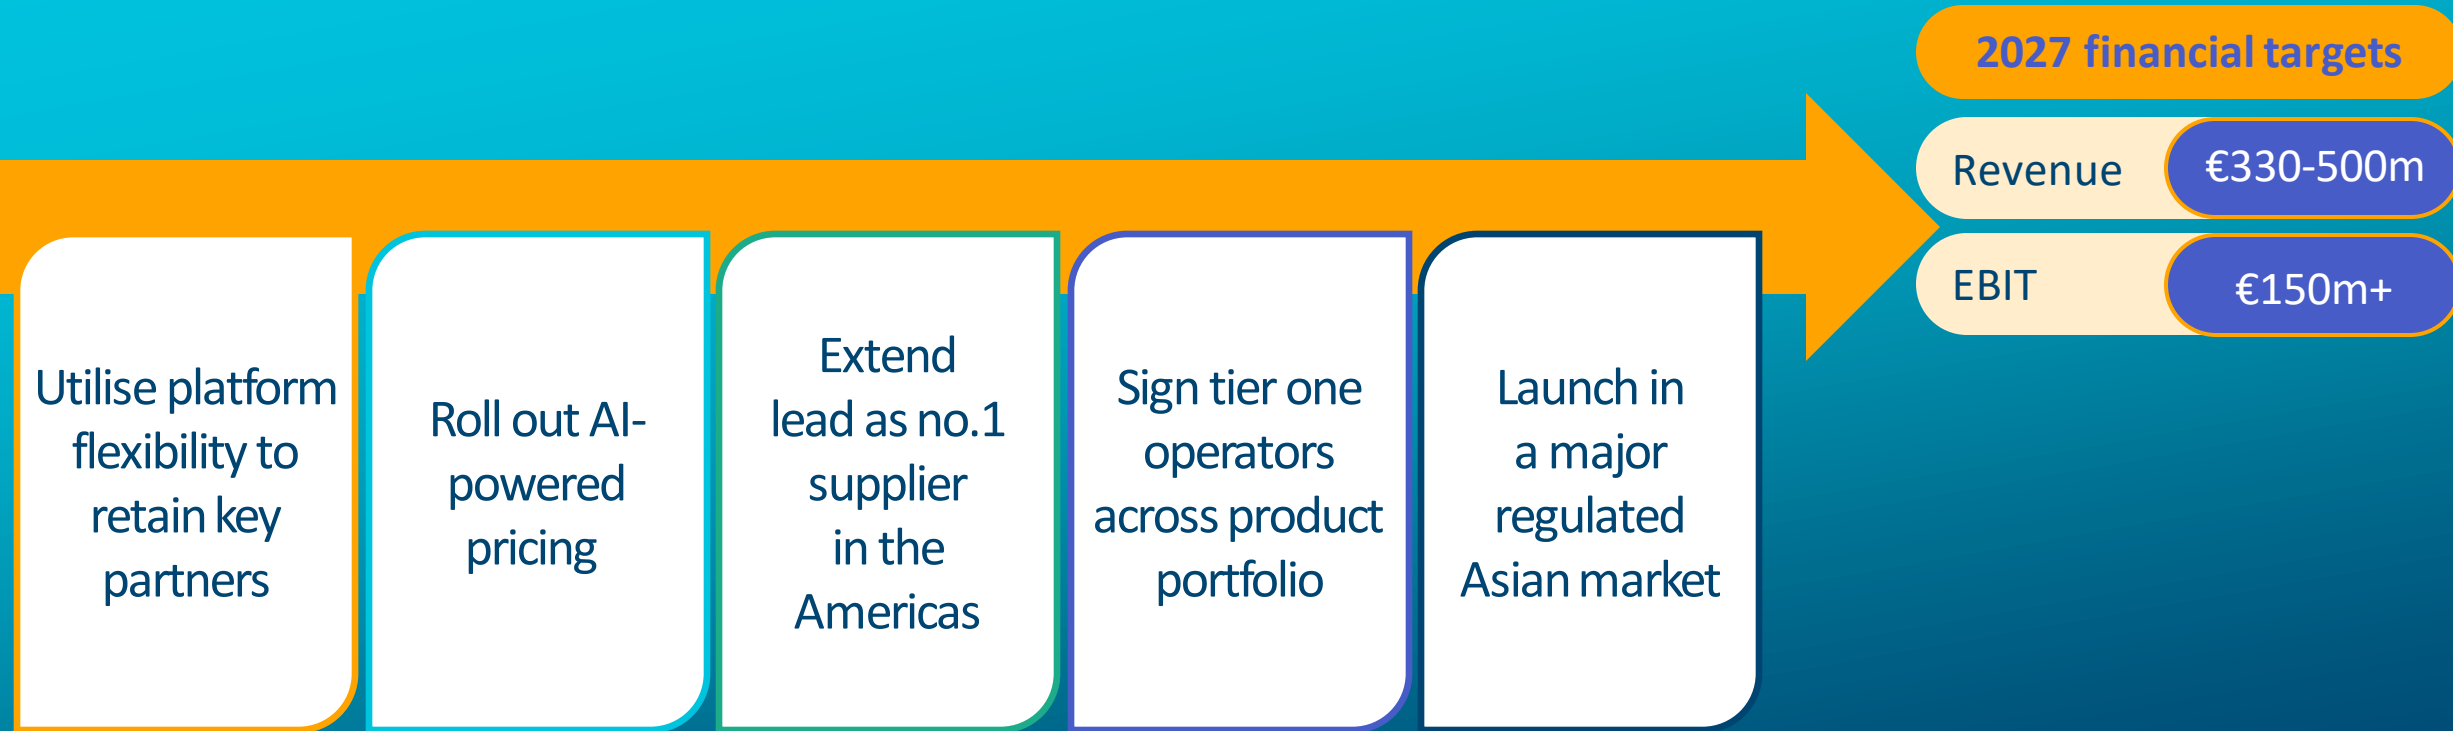 2027 financial targets
Revenue
€330-500m
EBIT
€150m+
Utilise platform
flexibility to
retain key
partners
Roll out AI-
powered
pricing
Extend
lead as no.1
supplier
in the
Americas
Sign tier one
operators
across product
portfolio
Launch in
a major
regulated
Asian market